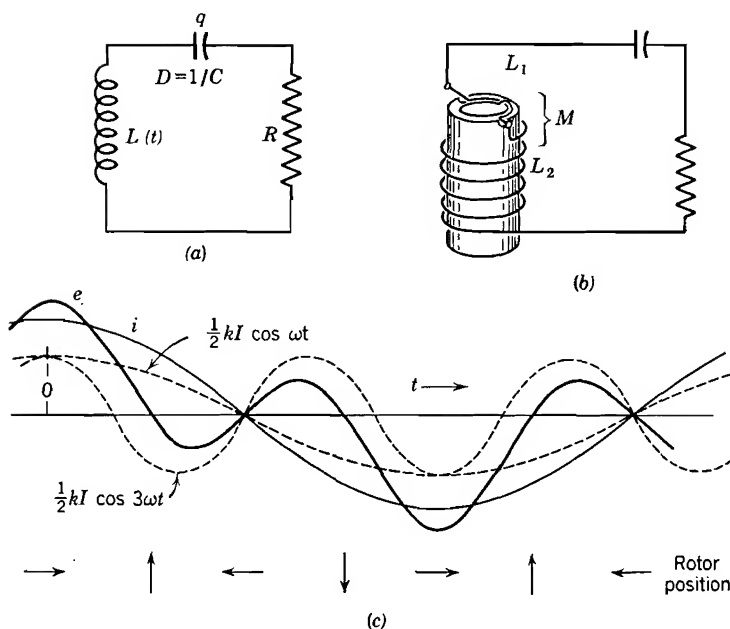 q
D=1/C
L(t)
R
(a)
L₁
M
L₂
(b)
e
i
½kI cos ωt
0
t →
½kI cos 3ωt
Rotor
position
(c)